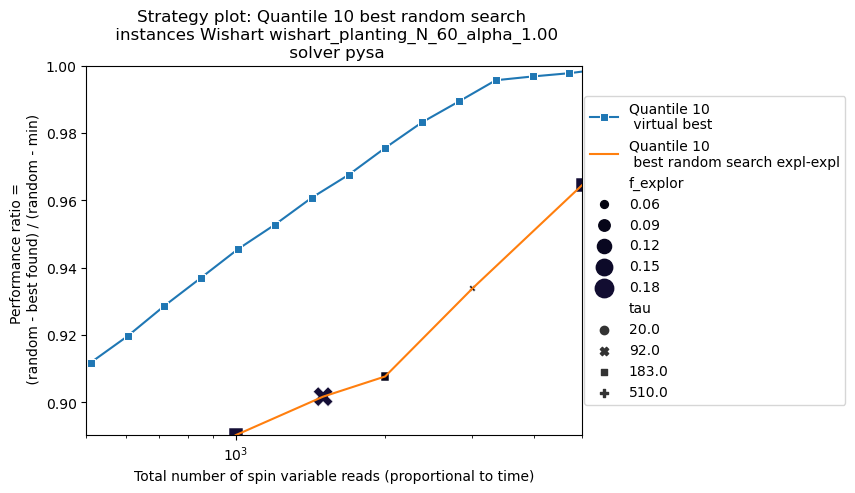 Strategy plot: Quantile 10 best random search
instances Wishart wishart_planting_N_60_alpha_1.00
solver pysa
Performance ratio =
(random - best found) / (random - min)
1.00
0.98
0.96
0.94
0.92
0.90
10^3
Total number of spin variable reads (proportional to time)
Quantile 10
virtual best
Quantile 10
best random search expl-expl
f_explor
0.06
0.09
0.12
0.15
0.18
tau
20.0
92.0
183.0
510.0